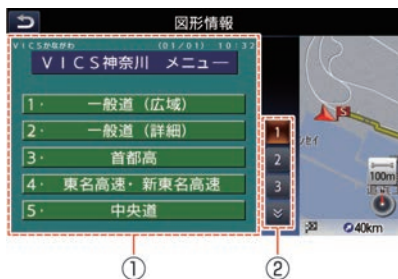 図形情報
VICSかながわ (01/01) 10:32
VICS神奈川 メニュー
1・ 一般道（広域）
2・ 一般道（詳細）
3・ 首都高
4・ 東名高速・新東名高速
5・ 中央道
1
2
3
S
セイ
100m
40km
① ②